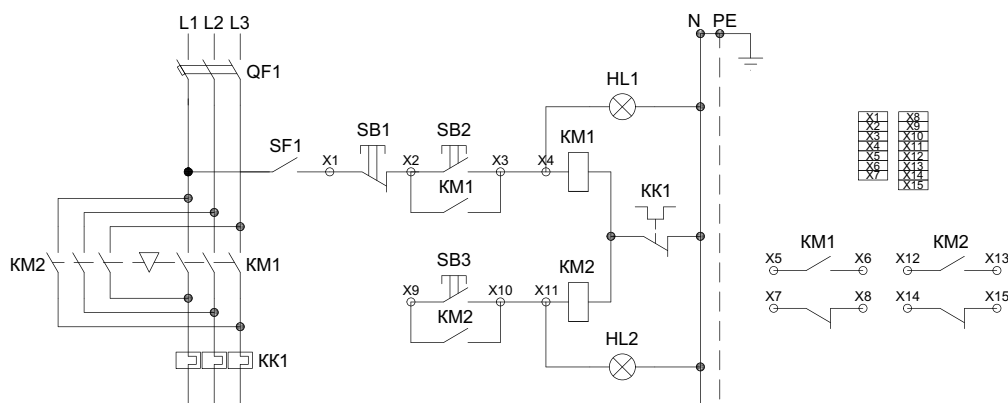 L1 L2 L3
N PE
QF1
HL1
SF1
SB1
SB2
KM1
X1
X2
X3
X4
KM1
KK1
KM2
KM1
SB3
KM2
X9
X10
X11
KM2
HL2
KK1
X1
X2
X3
X4
X5
X6
X7
X8
X9
X10
X11
X12
X13
X14
X15
KM1
KM2
X5
X6
X12
X13
X7
X8
X14
X15